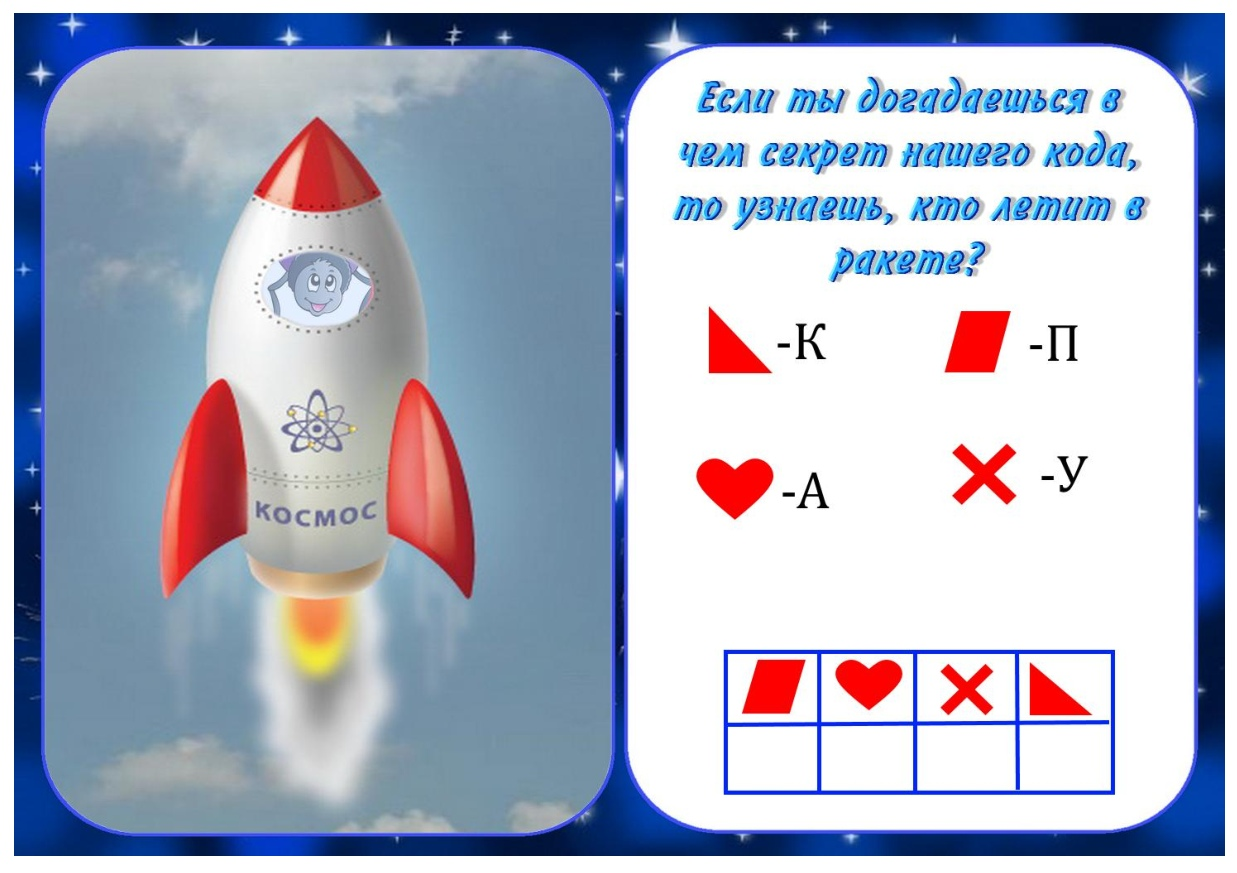 КОСМОС
Если ты догадаешься в
чем секрет нашего кода,
то узнаешь, кто летит в
ракете?
-К
-П
-А
-У